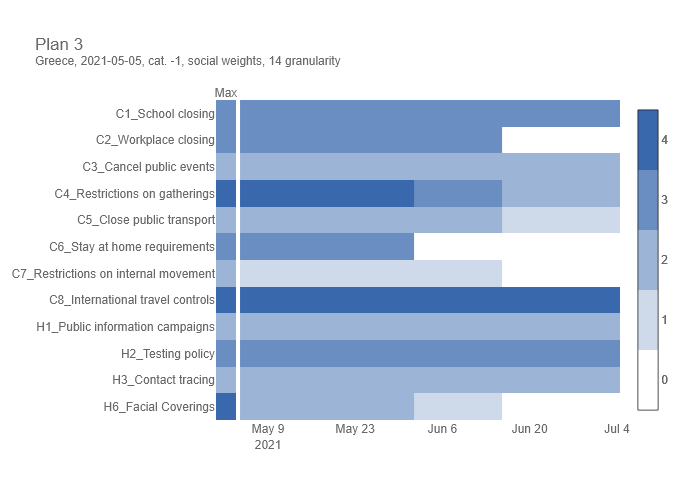 Plan 3
Greece, 2021-05-05, cat. -1, social weights, 14 granularity
Max
C1_School closing
C2_Workplace closing
C3_Cancel public events
C4_Restrictions on gatherings
C5_Close public transport
C6_Stay at home requirements
C7_Restrictions on internal movement
C8_International travel controls
H1_Public information campaigns
H2_Testing policy
H3_Contact tracing
H6_Facial Coverings
May 9 May 23 Jun 6 Jun 20 Jul 4
2021
4
3
2
1
0